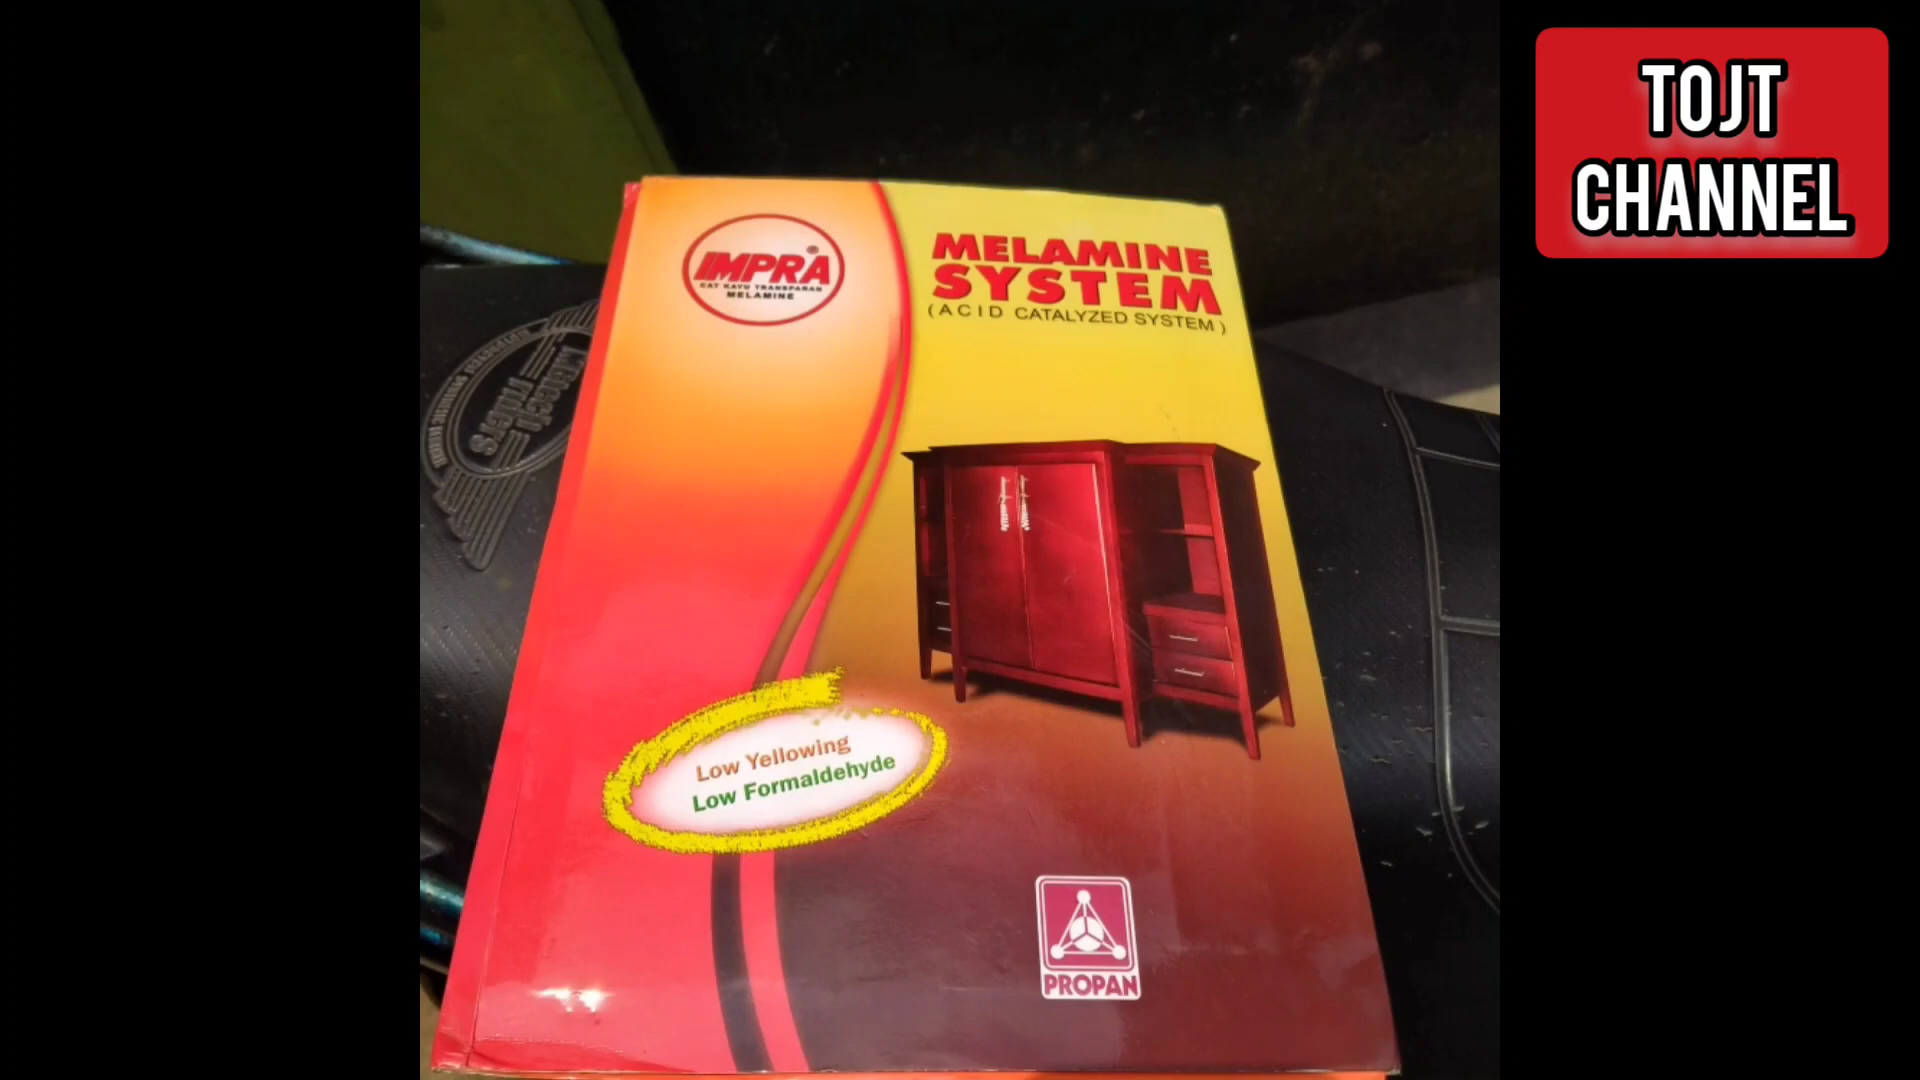 TOJT
CHANNEL
IMPRA®
CAT KAYU TRANSPARAN
MELAMINE
MELAMINE
SYSTEM
(ACID CATALYZED SYSTEM)
Low Yellowing
Low Formaldehyde
PROPAN